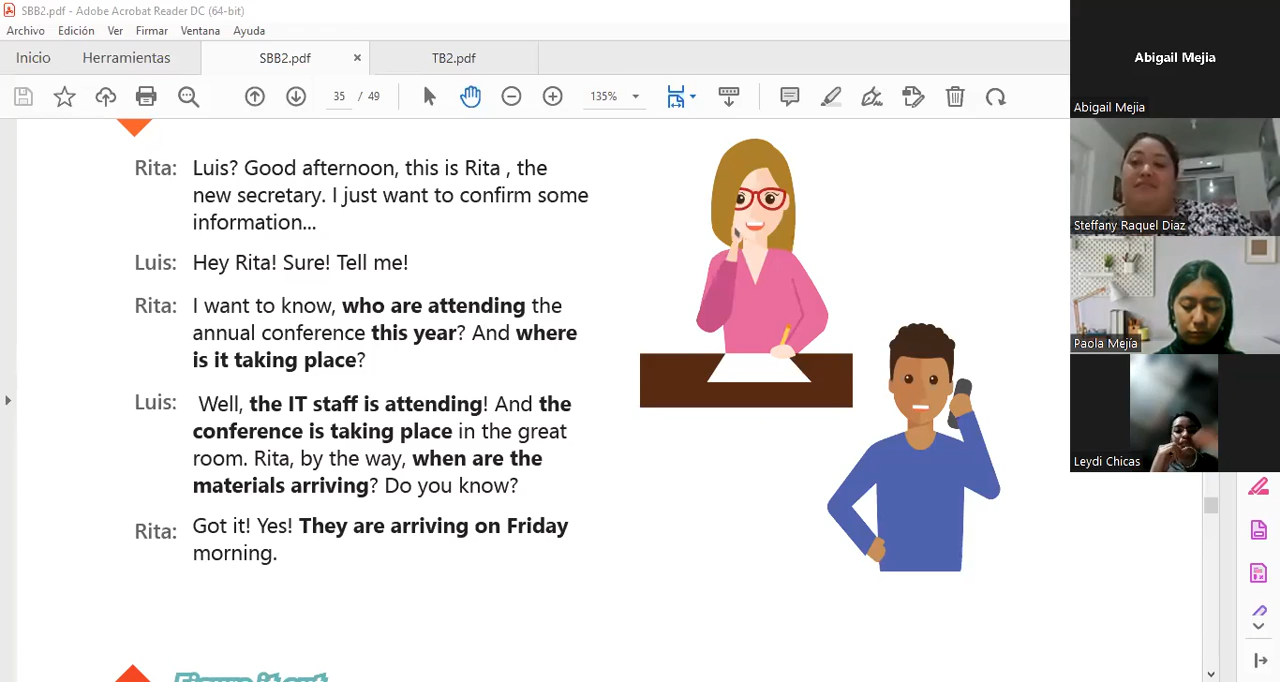 SBB2.pdf - Adobe Acrobat Reader DC (64-bit)
Archivo Edición Ver Firmar Ventana Ayuda
Inicio Herramientas SBB2.pdf × TB2.pdf
35 / 49 135%
Rita: Luis? Good afternoon, this is Rita , the
new secretary. I just want to confirm some
information...
Luis: Hey Rita! Sure! Tell me!
Rita: I want to know, who are attending the
annual conference this year? And where
is it taking place?
Luis: Well, the IT staff is attending! And the
conference is taking place in the great
room. Rita, by the way, when are the
materials arriving? Do you know?
Rita: Got it! Yes! They are arriving on Friday
morning.
Figure it out
Abigail Mejia
Abigail Mejia
Steffany Raquel Diaz
Paola Mejía
Leydi Chicas